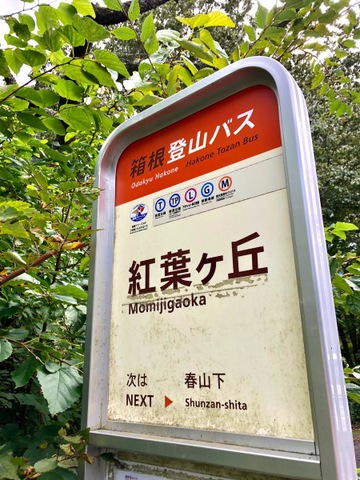 箱根登山バス
Odakyu Hakone Hakone Tozan Bus
T TP L G M
紅葉ヶ丘
Momijigaoka
次は 春山下
NEXT ▶ Shunzan-shita